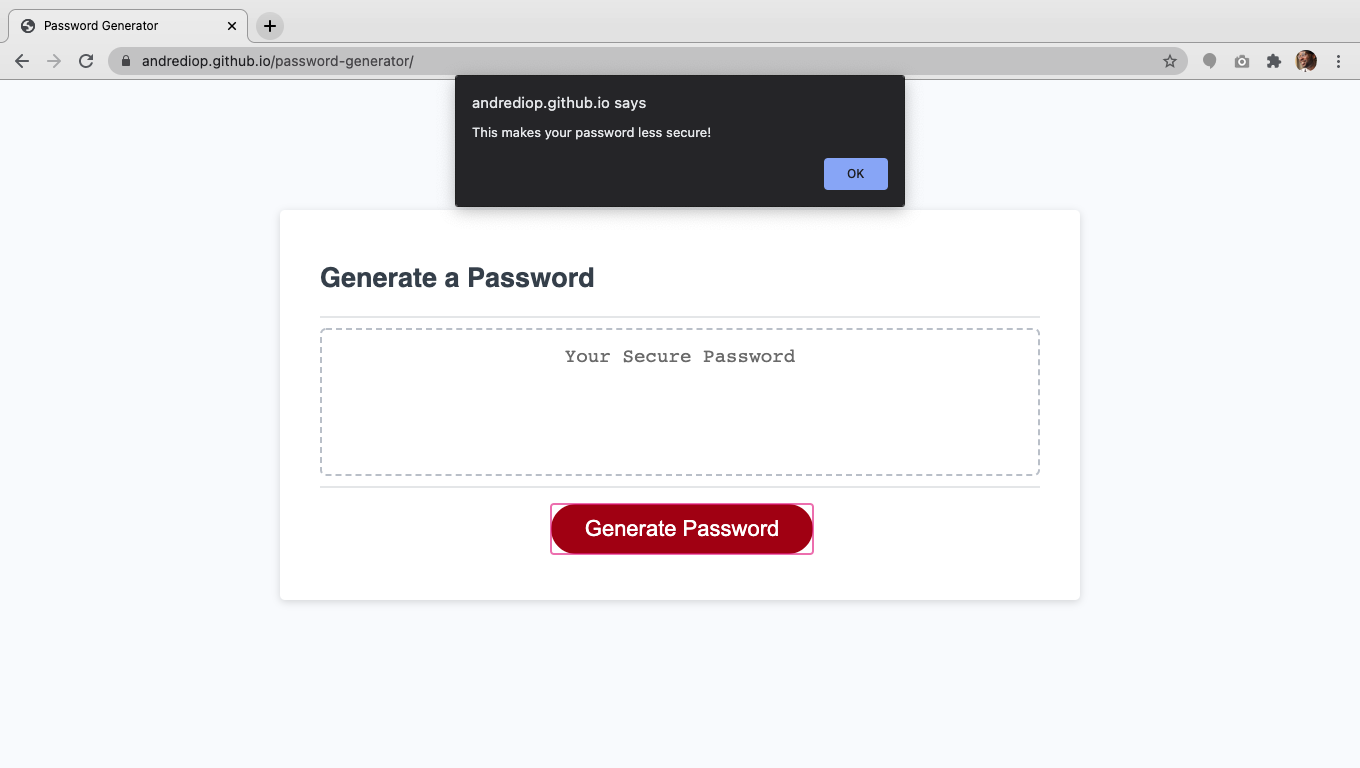 Password Generator
andrediop.github.io/password-generator/
andrediop.github.io says
This makes your password less secure!
OK
Generate a Password
Your Secure Password
Generate Password